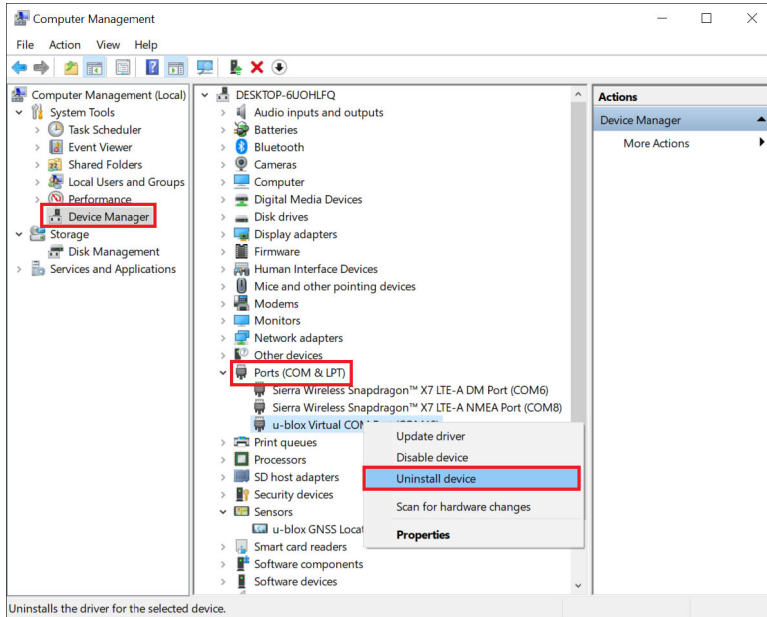 Computer Management
File Action View Help
Computer Management (Local)
System Tools
Task Scheduler
Event Viewer
Shared Folders
Local Users and Groups
Performance
Device Manager
Storage
Disk Management
Services and Applications
DESKTOP-6UOHLFQ
Audio inputs and outputs
Batteries
Bluetooth
Cameras
Computer
Digital Media Devices
Disk drives
Display adapters
Firmware
Human Interface Devices
Mice and other pointing devices
Modems
Monitors
Network adapters
Other devices
Ports (COM & LPT)
Sierra Wireless Snapdragon™ X7 LTE-A DM Port (COM6)
Sierra Wireless Snapdragon™ X7 LTE-A NMEA Port (COM8)
u-blox Virtual COM
Print queues
Processors
SD host adapters
Security devices
Sensors
u-blox GNSS Locat
Smart card readers
Software components
Software devices
Update driver
Disable device
Uninstall device
Scan for hardware changes
Properties
Actions
Device Manager
More Actions
Uninstalls the driver for the selected device.